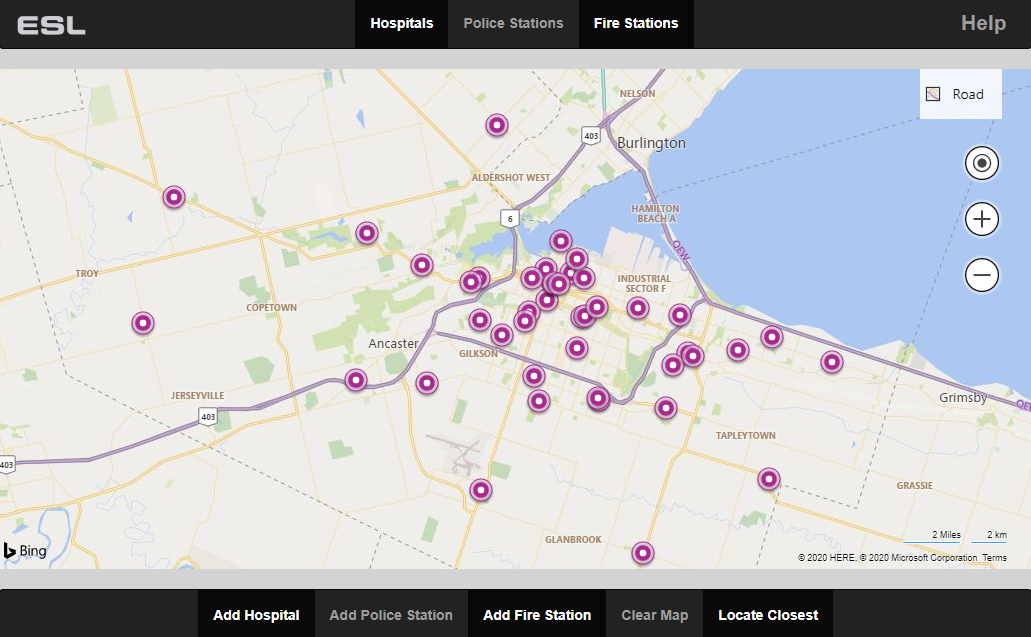 ESL
Hospitals
Police Stations
Fire Stations
Help
Road
NELSON
403
Burlington
ALDERSHOT WEST
6
HAMILTON
BEACH A
QEW
TROY
INDUSTRIAL
SECTOR F
COPETOWN
Ancaster
GILKSON
JERSEYVILLE
403
Grimsby
QEW
TAPLEYTOWN
403
GRASSIE
GLANBROOK
2 Miles
2 km
Bing
© 2020 HERE, © 2020 Microsoft Corporation Terms
Add Hospital
Add Police Station
Add Fire Station
Clear Map
Locate Closest